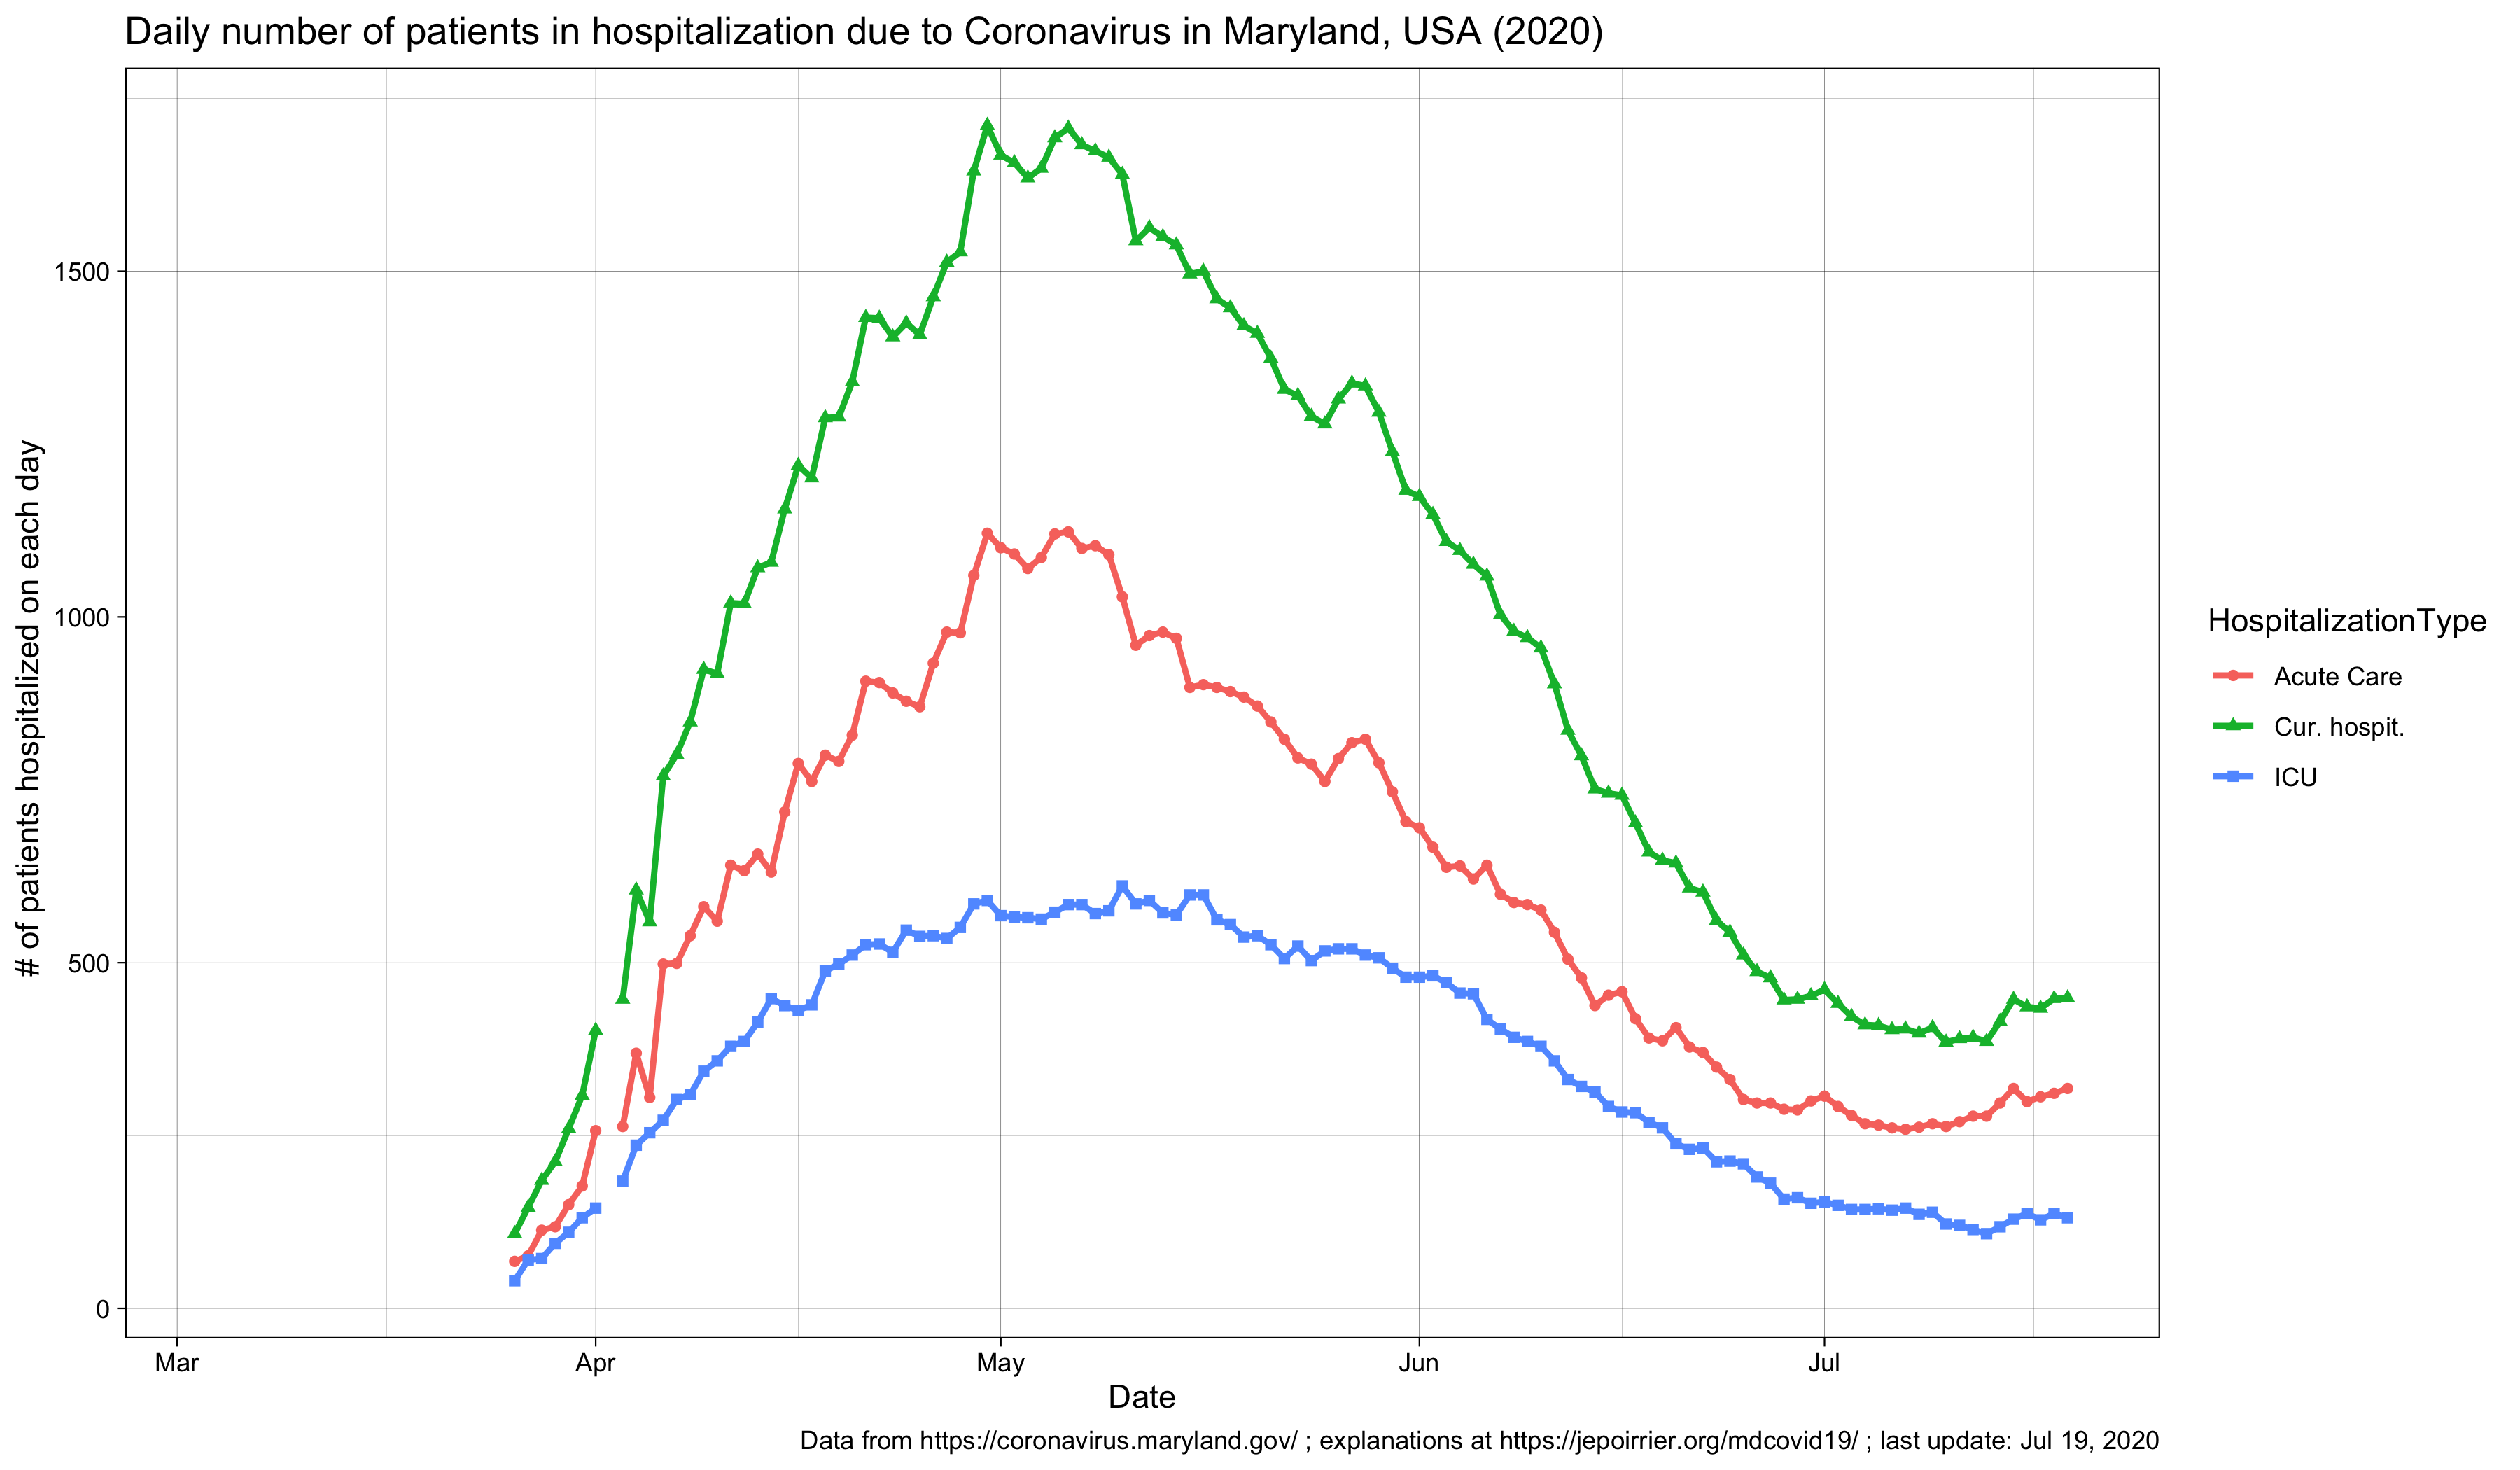 Daily number of patients in hospitalization due to Coronavirus in Maryland, USA (2020)
# of patients hospitalized on each day
1500
1000
500
0
Mar
Apr
May
Jun
Jul
Date
HospitalizationType
Acute Care
Cur. hospit.
ICU
Data from https://coronavirus.maryland.gov/ ; explanations at https://jepoirrier.org/mdcovid19/ ; last update: Jul 19, 2020